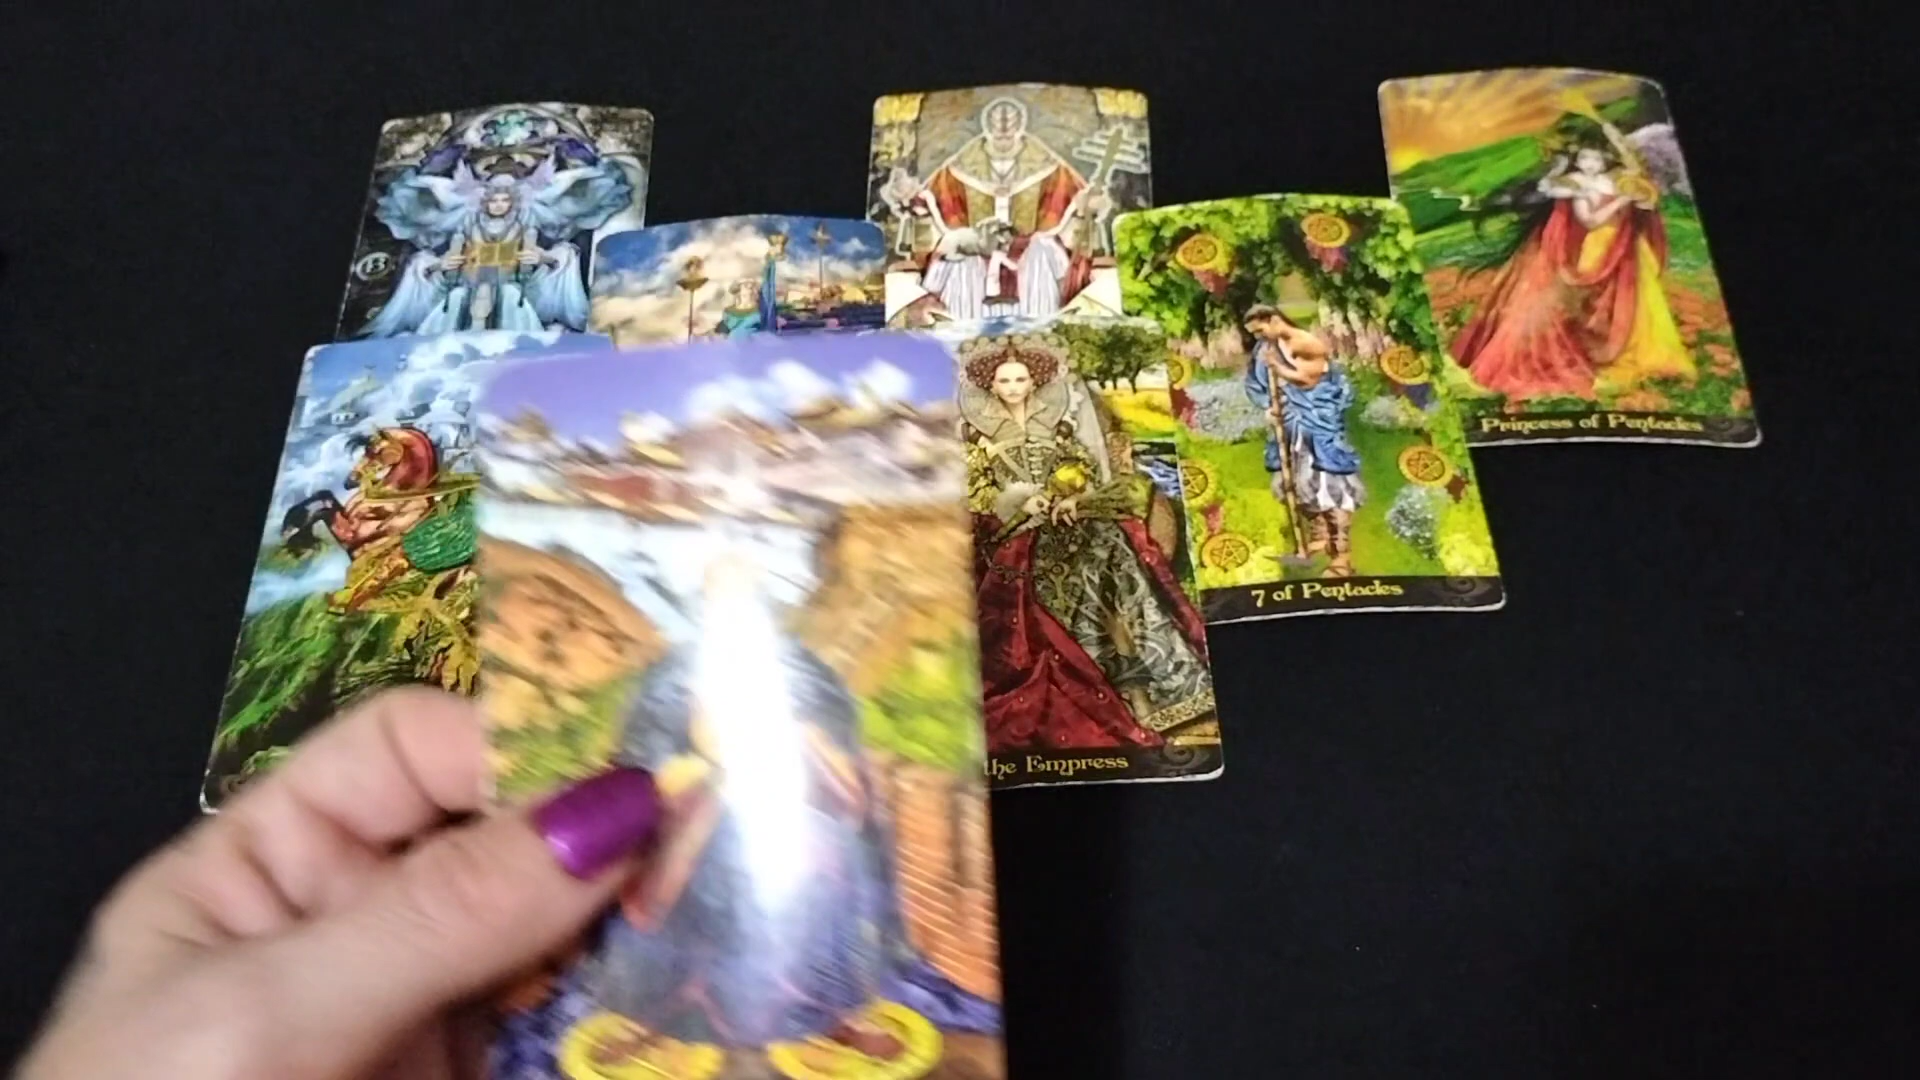 B
Princess of Pentacles
7 of Pentacles
the Empress